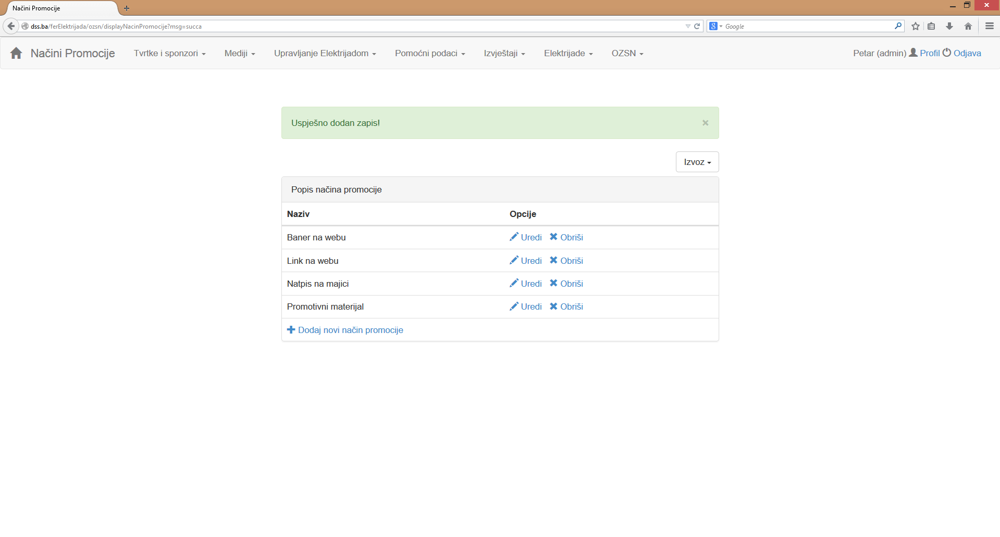 Načini Promocije
dss.ba/ferElektrijada/ozsn/displayNacinPromocije?msg=succa
8 Google
Načini Promocije Tvrtke i sponzori Mediji Upravljanje Elektrijadom Pomoćni podaci Izvještaji Elektrijade OZSN Petar (admin) Profil Odjava
Uspješno dodan zapis!
Izvoz
Popis načina promocije
Naziv Opcije
Baner na webu Uredi Obriši
Link na webu Uredi Obriši
Natpis na majici Uredi Obriši
Promotivni materijal Uredi Obriši
Dodaj novi način promocije